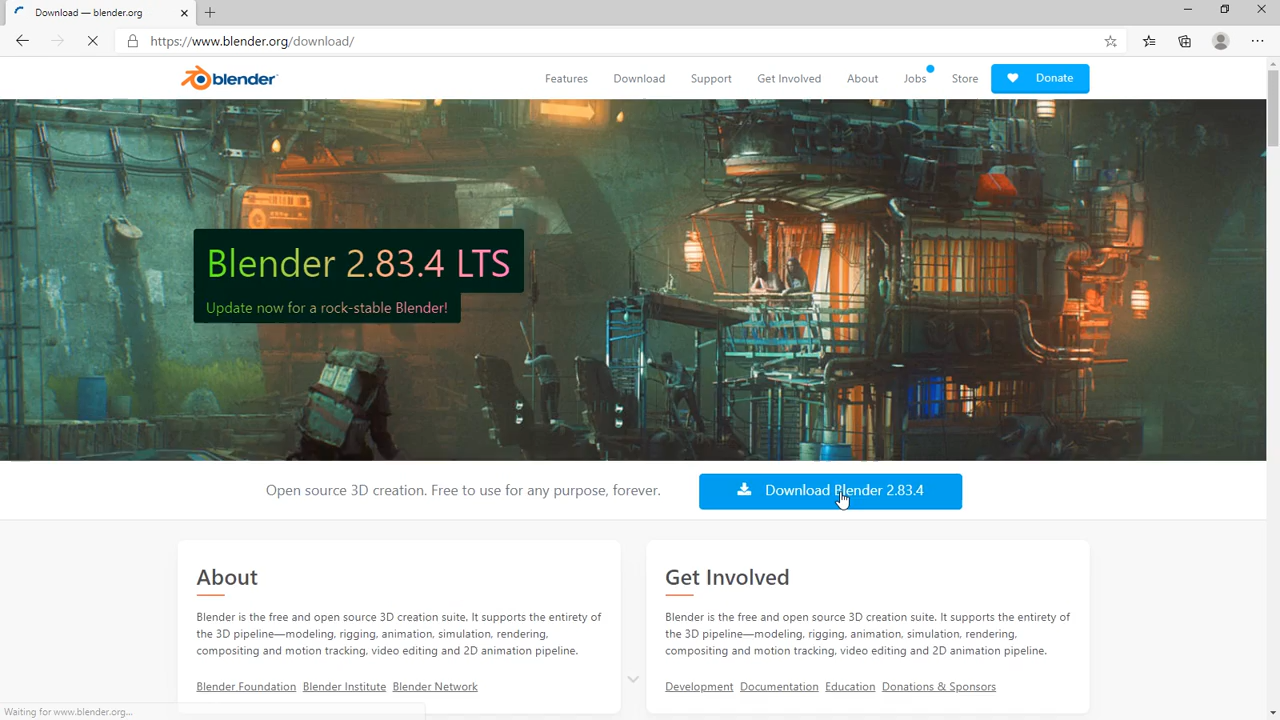 Download — blender.org
https://www.blender.org/download/
blender
Features Download Support Get Involved About Jobs Store Donate
Blender 2.83.4 LTS
Update now for a rock-stable Blender!
Open source 3D creation. Free to use for any purpose, forever.
Download Blender 2.83.4
About
Blender is the free and open source 3D creation suite. It supports the entirety of
the 3D pipeline—modeling, rigging, animation, simulation, rendering,
compositing and motion tracking, video editing and 2D animation pipeline.
Blender Foundation Blender Institute Blender Network
Get Involved
Blender is the free and open source 3D creation suite. It supports the entirety of
the 3D pipeline—modeling, rigging, animation, simulation, rendering,
compositing and motion tracking, video editing and 2D animation pipeline.
Development Documentation Education Donations & Sponsors
Waiting for www.blender.org...